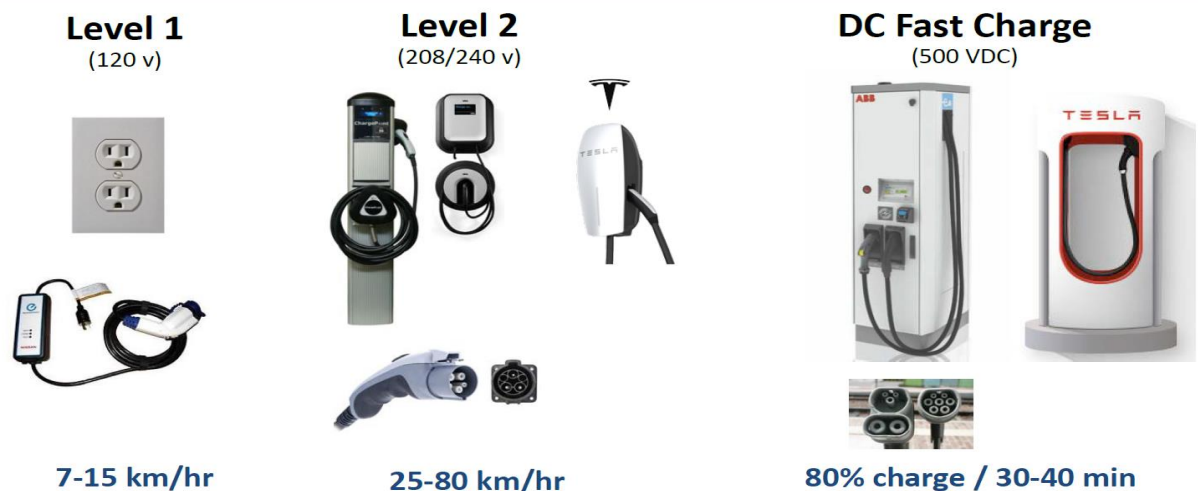 Level 1
(120 v)
Level 2
(208/240 v)
DC Fast Charge
(500 VDC)
TESLA
ABB
TESLA
7-15 km/hr
25-80 km/hr
80% charge / 30-40 min